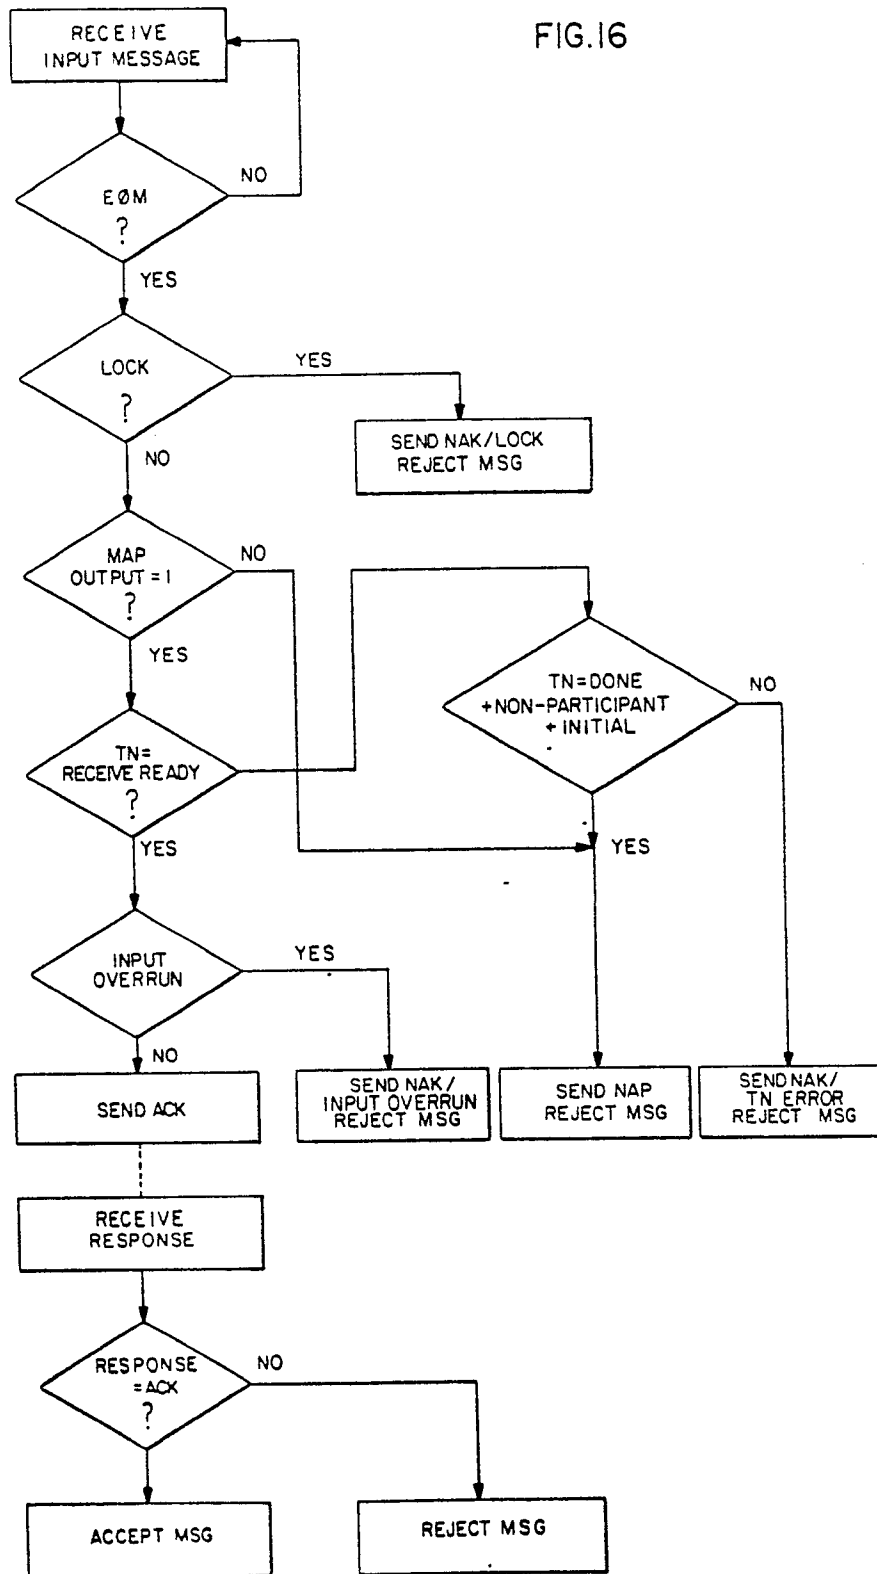 FIG.16
RECEIVE
INPUT MESSAGE
EØM
?
NO
YES
LOCK
?
YES
SEND NAK/LOCK
REJECT MSG
NO
MAP
OUTPUT=1
?
NO
YES
TN=
RECEIVE READY
?
TN=DONE
+NON-PARTICIPANT
+INITIAL
NO
YES
YES
INPUT
OVERRUN
YES
NO
SEND ACK
SEND NAK/
INPUT OVERRUN
REJECT MSG
SEND NAP
REJECT MSG
SEND NAK/
TN ERROR
REJECT MSG
RECEIVE
RESPONSE
RESPONSE
=ACK
?
NO
ACCEPT MSG
REJECT MSG